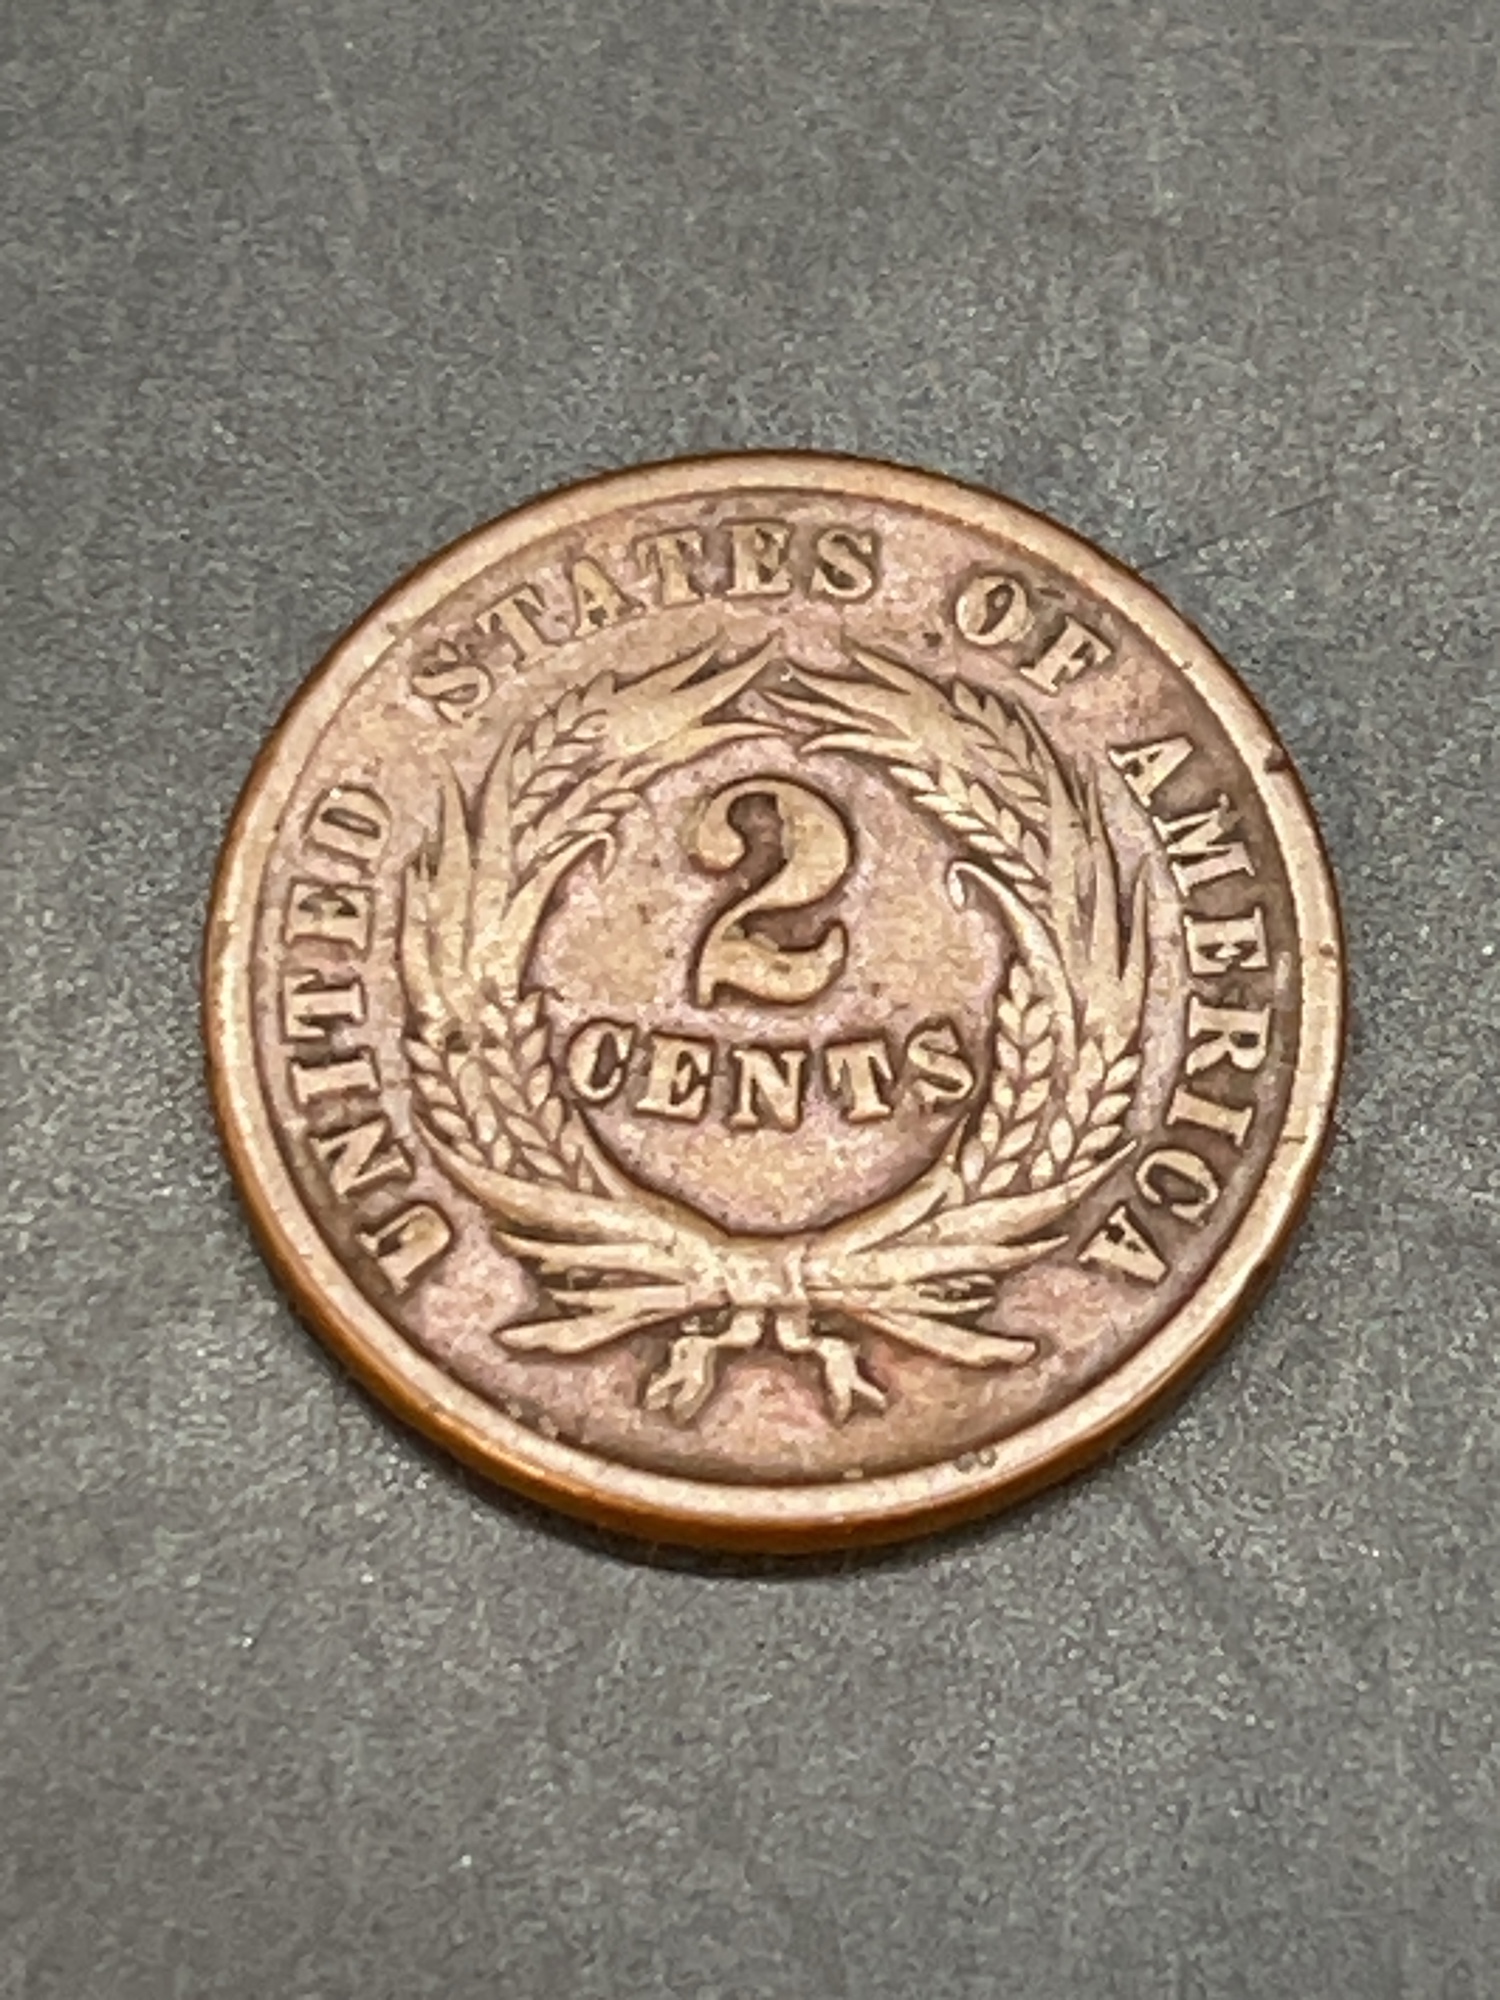 UNITED STATES OF AMERICA
2
CENTS